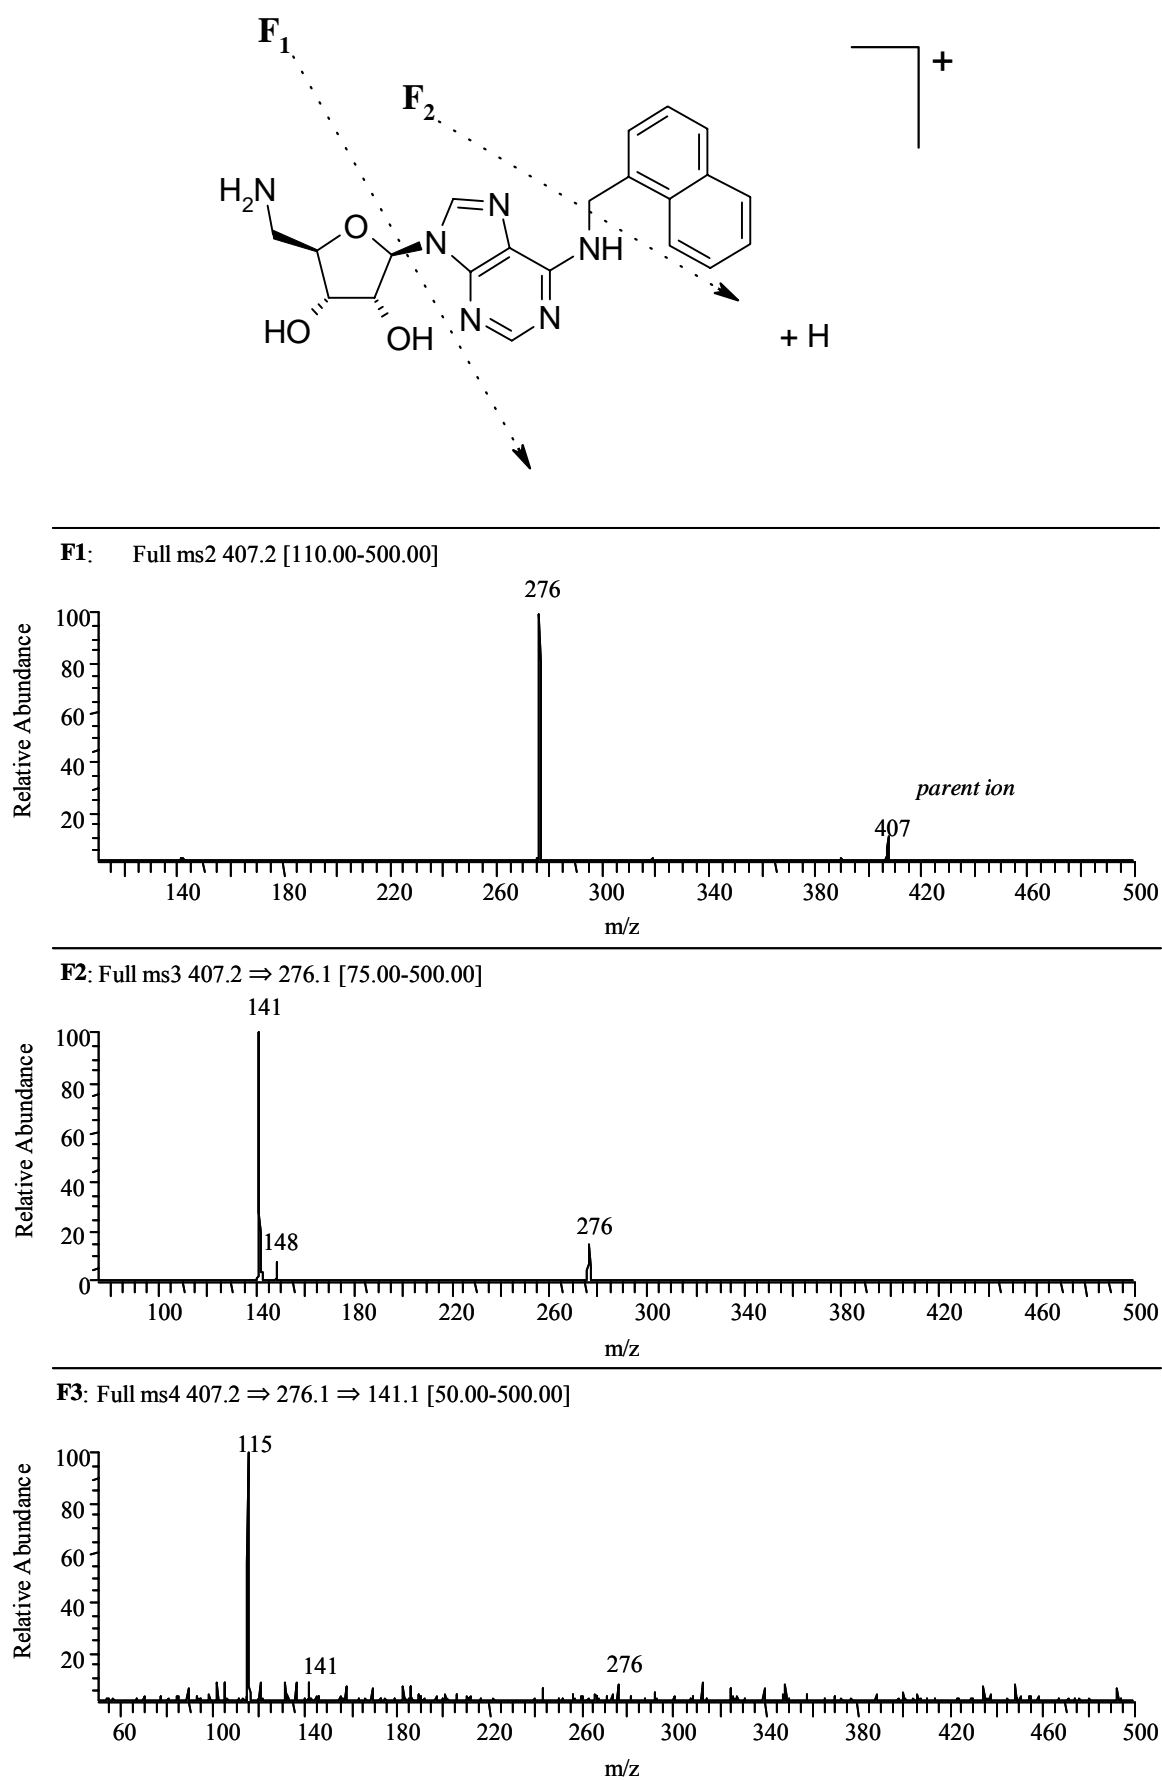 F1
F2
+
H2N
O
N
N
NH
N
N
HO
OH
+ H
F1: Full ms2 407.2 [110.00-500.00]
276
100
80
60
40
20
Relative Abundance
parent ion
407
140 180 220 260 300 340 380 420 460 500
m/z
F2: Full ms3 407.2 ⇒ 276.1 [75.00-500.00]
141
100
80
60
40
20
0
Relative Abundance
148
276
100 140 180 220 260 300 340 380 420 460 500
m/z
F3: Full ms4 407.2 ⇒ 276.1 ⇒ 141.1 [50.00-500.00]
115
100
80
60
40
20
Relative Abundance
141
276
60 100 140 180 220 260 300 340 380 420 460 500
m/z